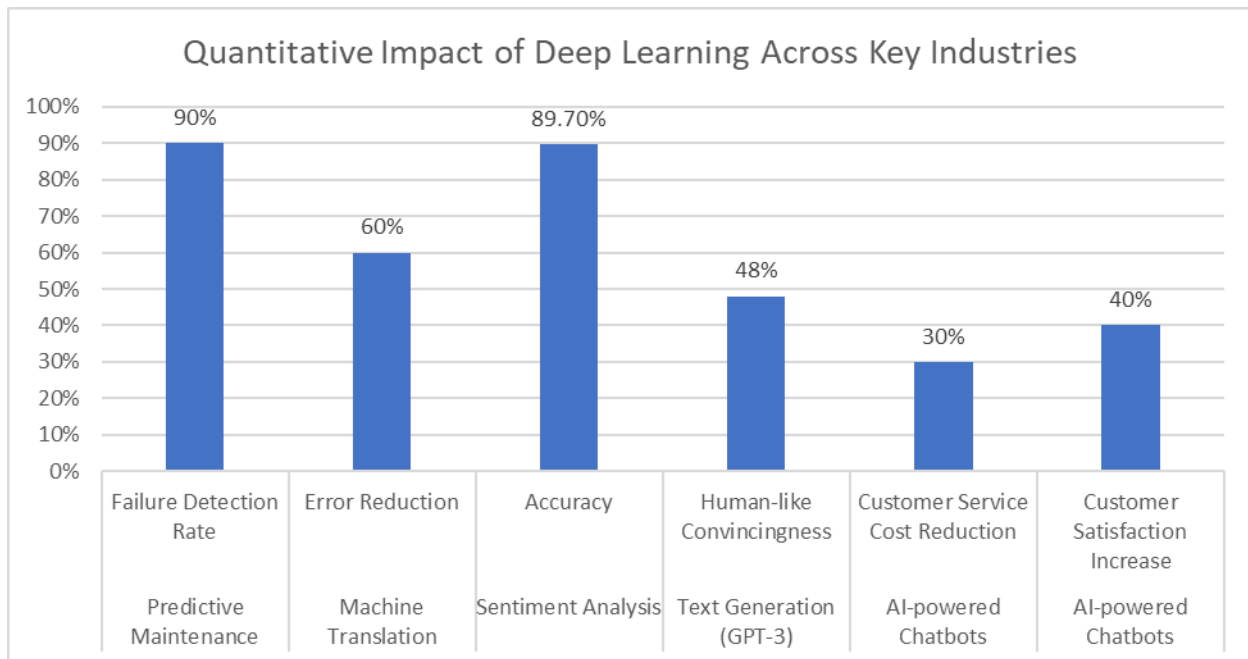 Quantitative Impact of Deep Learning Across Key Industries
100%
90%
80%
70%
60%
50%
40%
30%
20%
10%
0%
90%
60%
89.70%
48%
30%
40%
Failure Detection
Rate
Error Reduction
Accuracy
Human-like
Convincingness
Customer Service
Cost Reduction
Customer
Satisfaction
Increase
Predictive
Maintenance
Machine
Translation
Sentiment Analysis
Text Generation
(GPT-3)
AI-powered
Chatbots
AI-powered
Chatbots